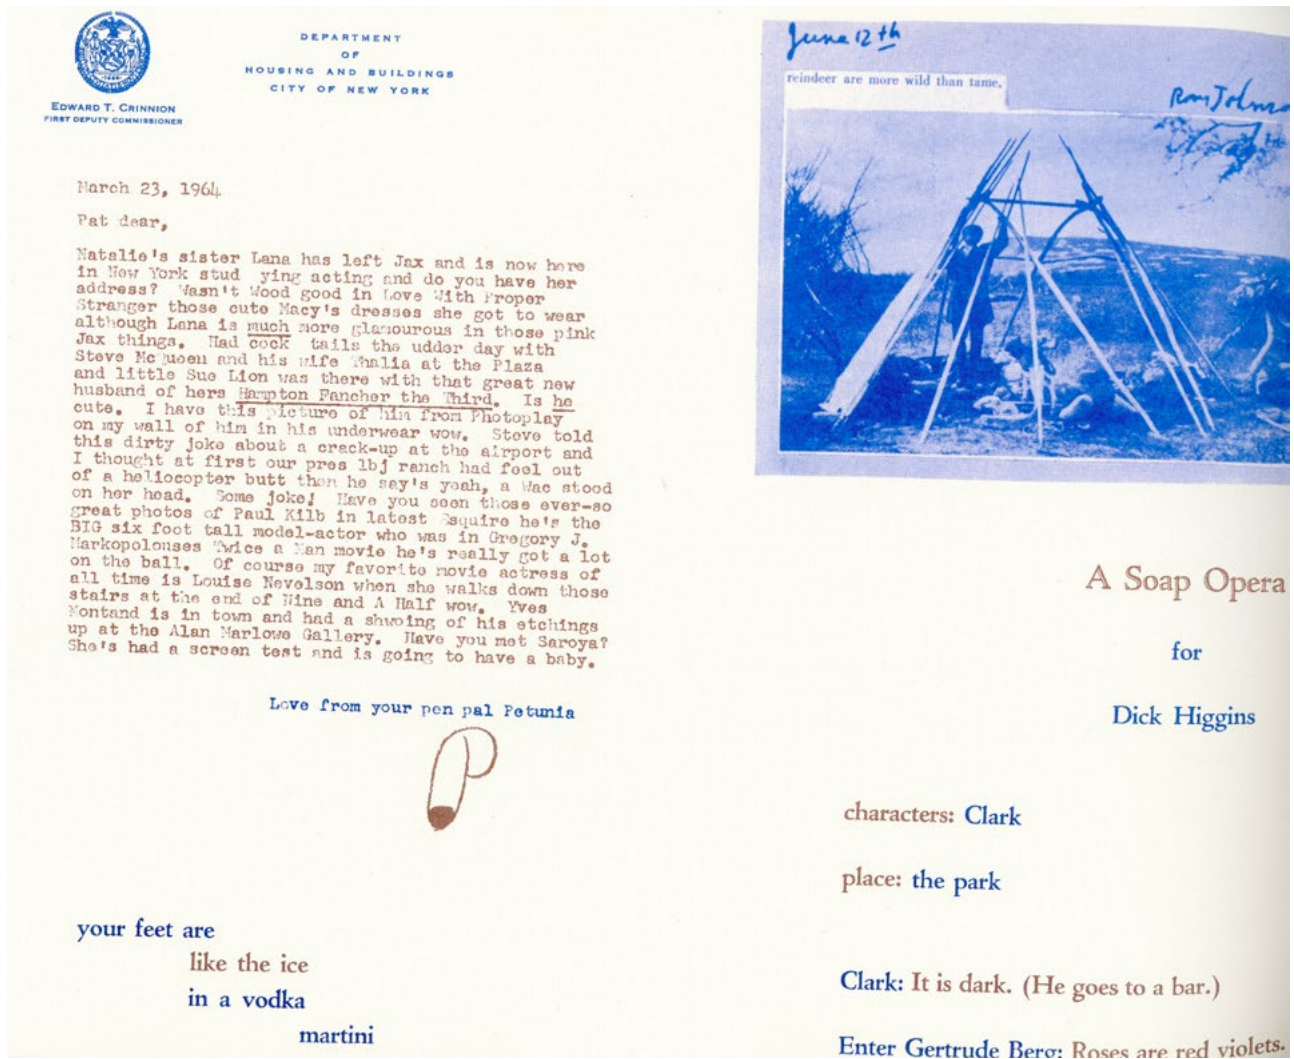 EDWARD T. CRINNION
FIRST DEPUTY COMMISSIONER
DEPARTMENT
OF
HOUSING AND BUILDINGS
CITY OF NEW YORK
March 23, 1964
Pat dear,
Natalie's sister Lana has left Jax and is now here
in New York stud ying acting and do you have her
address? Wasn't Wood good in Love With Proper
Stranger those cute Macy's dresses she got to wear
although Lana is much more glamourous in those pink
Jax things. Had cock tails the udder day with
Steve McQueen and his wife Thalia at the Plaza
and little Sue Lion was there with that great new
husband of hers Hampton Fancher the Third. Is he
cute. I have this picture of him from Photoplay
on my wall of him in his underwear wow. Steve told
this dirty joke about a crack-up at the airport and
I thought at first our pres lbj ranch had feel out
of a heliocopter butt then he say's yeah, a Wac stood
on her head. Some joke! Have you seen those ever-so
great photos of Paul Kilb in latest Esquire he's the
BIG six foot tall model-actor who was in Gregory J.
Markopolouses Twice a Man movie he's really got a lot
on the ball. Of course my favorite movie actress of
all time is Louise Nevelson when she walks down those
stairs at the end of Nine and A Half wow. Yves
Montand is in town and had a shwoing of his etchings
up at the Alan Marlowe Gallery. Have you met Saroya?
She's had a screen test and is going to have a baby.
Love from your pen pal Petunia
your feet are
like the ice
in a vodka
martini
June 12th
reindeer are more wild than tame,
Ray Johnso
A Soap Opera
for
Dick Higgins
characters: Clark
place: the park
Clark: It is dark. (He goes to a bar.)
Enter Gertrude Berg: Roses are red violets.